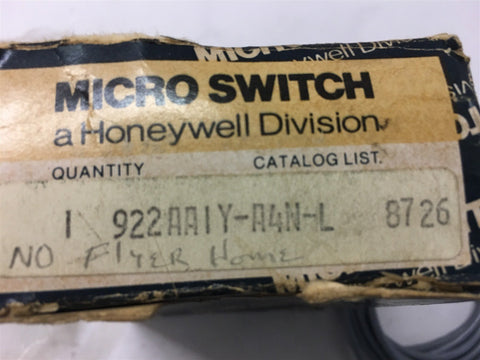 MICRO SWITCH
a Honeywell Division
QUANTITY CATALOG LIST.
1 922AA1Y-A4N-L 8726
NO FlyER Home